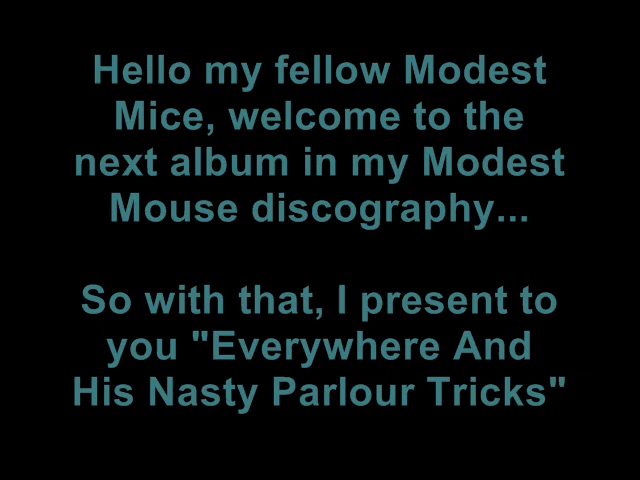 Hello my fellow Modest
Mice, welcome to the
next album in my Modest
Mouse discography...
So with that, I present to
you "Everywhere And
His Nasty Parlour Tricks"